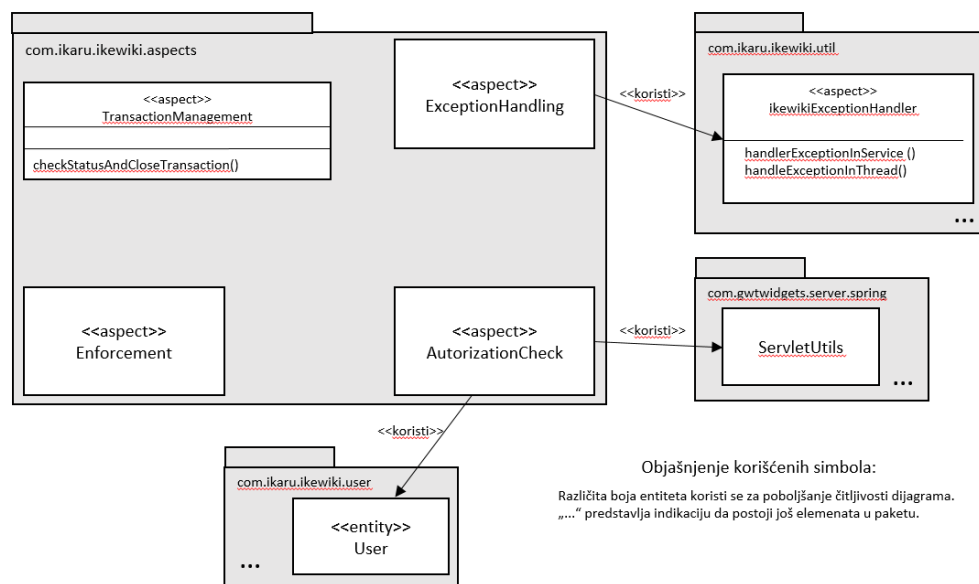 com.ikaru.ikewiki.aspects
<<aspect>>
TransactionManagement
checkStatusAndCloseTransaction()
<<aspect>>
ExceptionHandling
<<koristi>>
com.ikaru.ikewiki.util
<<aspect>>
ikewikiExceptionHandler
handlerExceptionInService ()
handleExceptionInThread()
...
<<aspect>>
Enforcement
<<aspect>>
AutorizationCheck
<<koristi>>
com.gwtwidgets.server.spring
ServletUtils
...
<<koristi>>
com.ikaru.ikewiki.user
<<entity>>
User
...
Objašnjenje korišćenih simbola:
Različita boja entiteta koristi se za poboljšanje čitljivosti dijagrama.
„...“ predstavlja indikaciju da postoji još elemenata u paketu.